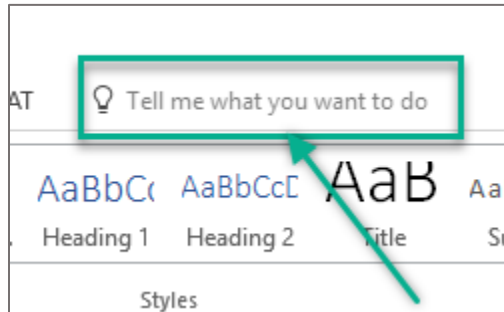 AT Tell me what you want to do
AaBbCc AaBbCcD AaB Aa
Heading 1 Heading 2 Title
Styles